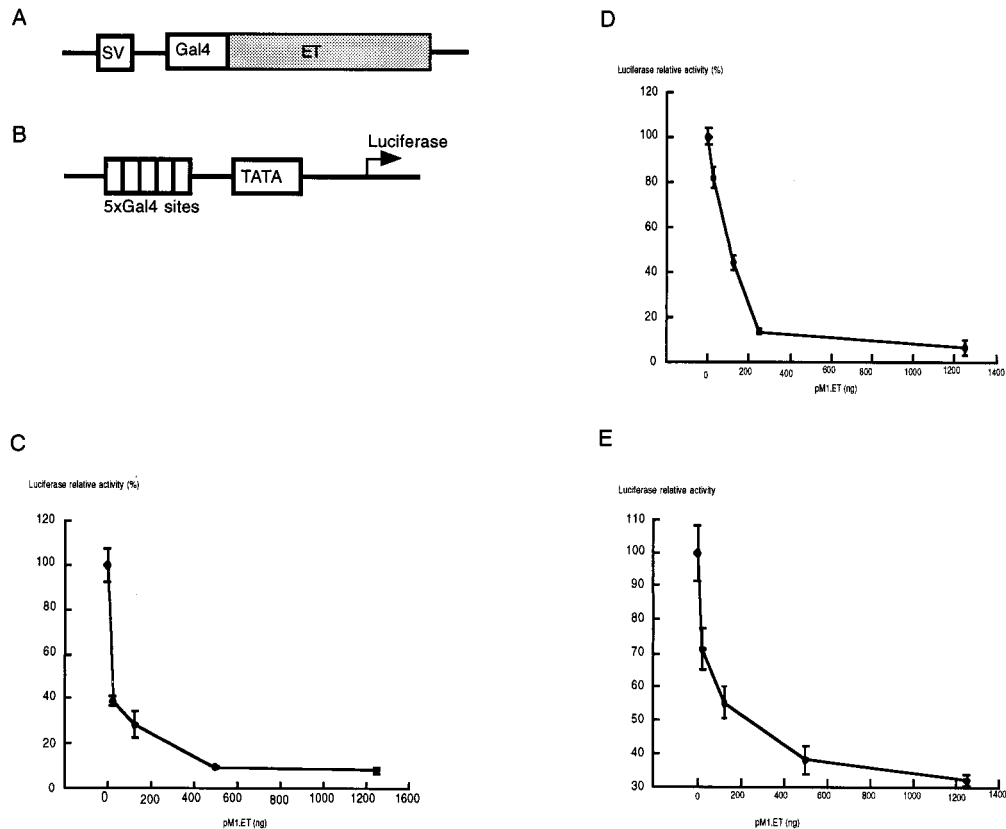 A
SV
Gal4
ET
B
Luciferase
TATA
5xGal4 sites
C
Luciferase relative activity (%)
120
100
80
60
40
20
0
0 200 400 600 800 1000 1200 1400 1600
pM1.ET (ng)
D
Luciferase relative activity (%)
120
100
80
60
40
20
0
0 200 400 600 800 1000 1200 1400
pM1.ET (ng)
E
Luciferase relative activity
110
100
90
80
70
60
50
40
30
0 200 400 600 800 1000 1200 1400
pM1.ET (ng)